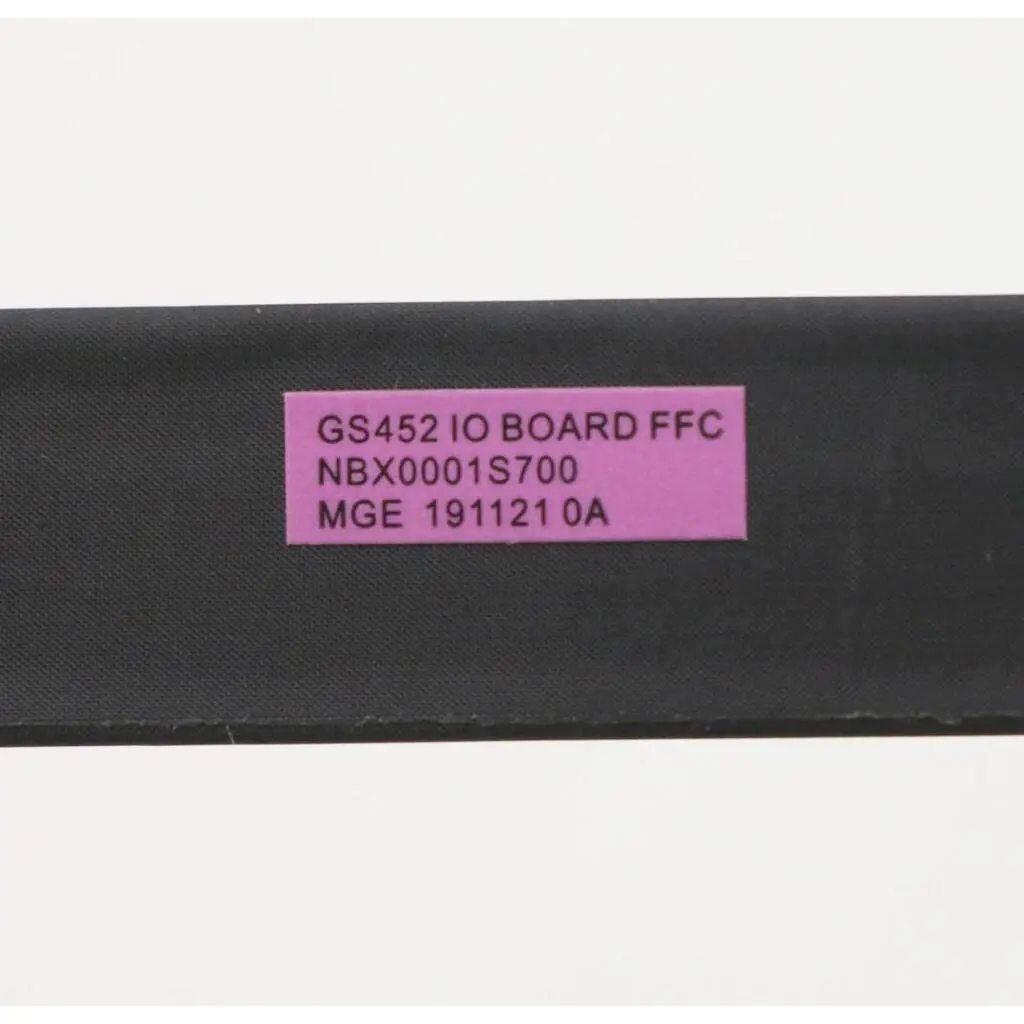 GS452 IO BOARD FFC
NBX0001S700
MGE 191121 0A